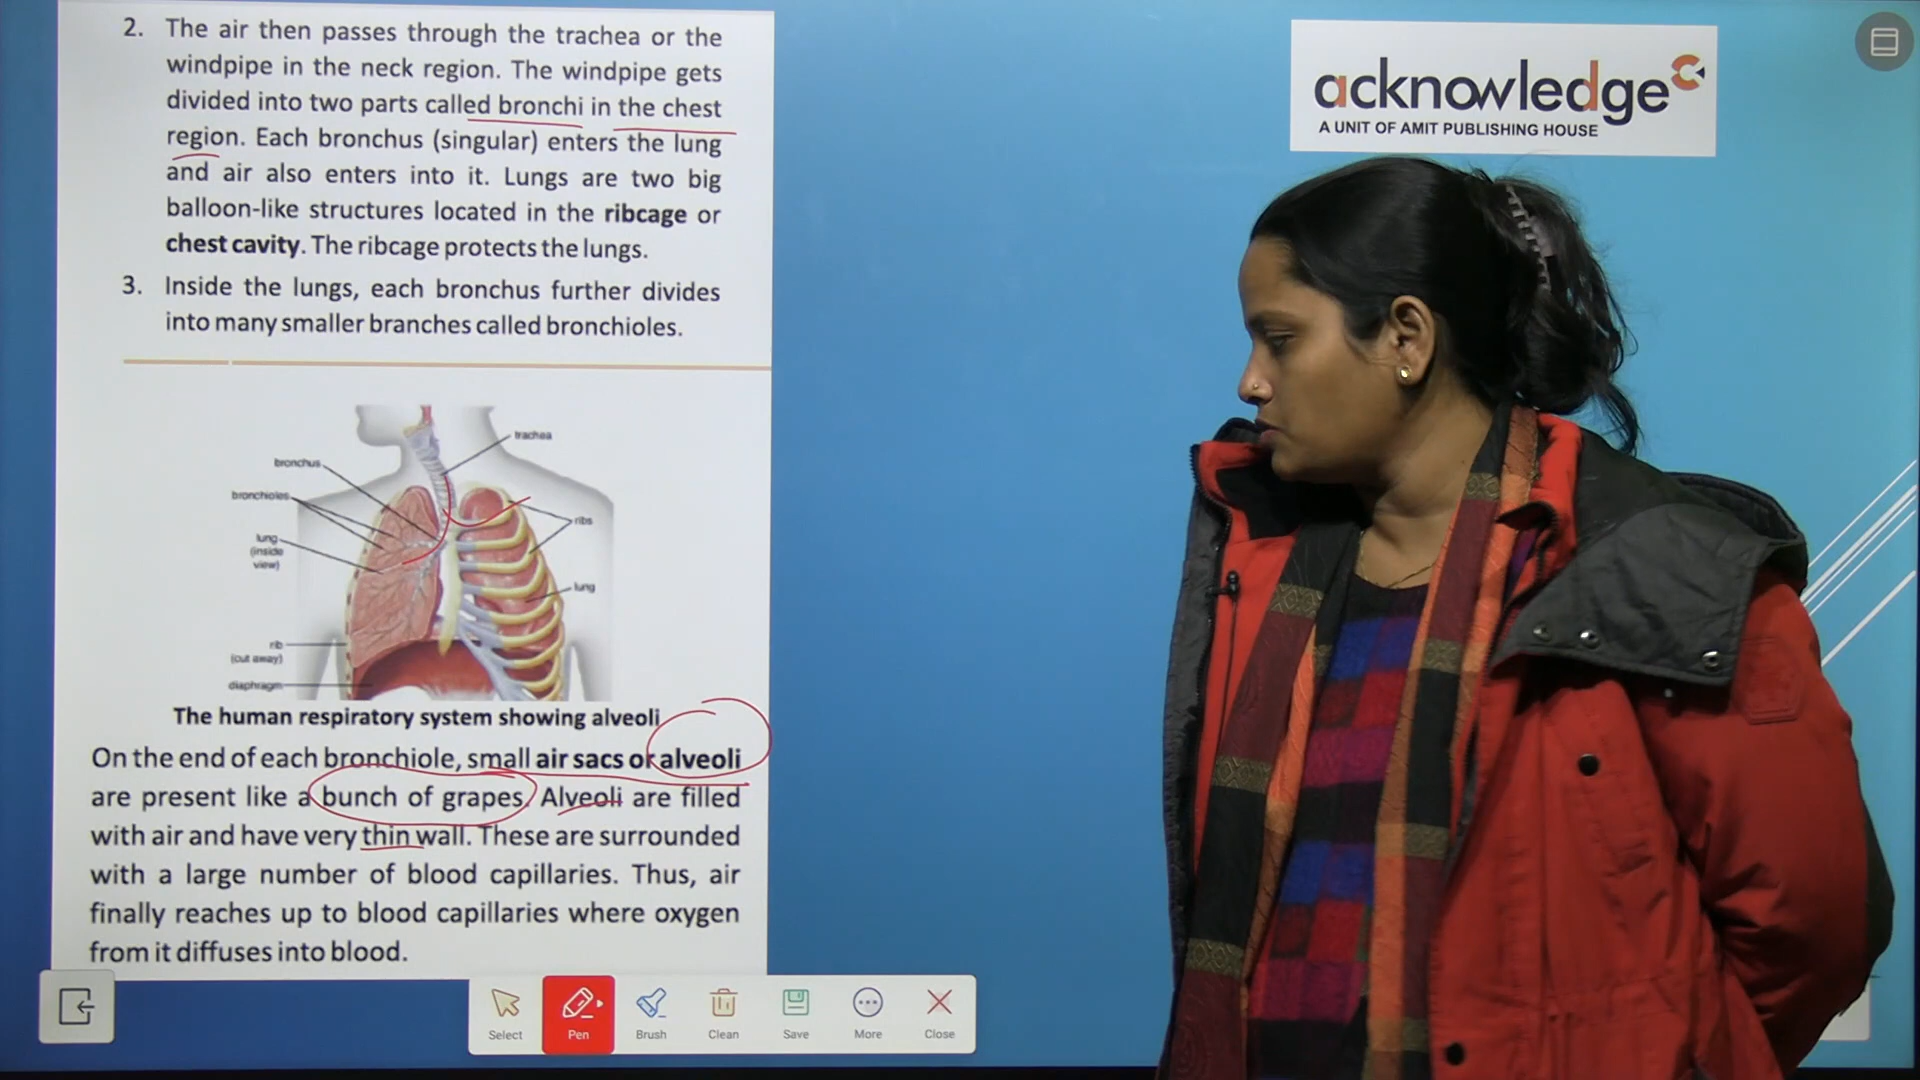 2. The air then passes through the trachea or the
windpipe in the neck region. The windpipe gets
divided into two parts called bronchi in the chest
region. Each bronchus (singular) enters the lung
and air also enters into it. Lungs are two big
balloon-like structures located in the ribcage or
chest cavity. The ribcage protects the lungs.
3. Inside the lungs, each bronchus further divides
into many smaller branches called bronchioles.
trachea
bronchus
bronchioles
ribs
lung
(inside
view)
lung
rib
(cut away)
diaphragm
The human respiratory system showing alveoli
On the end of each bronchiole, small air sacs or alveoli
are present like a bunch of grapes. Alveoli are filled
with air and have very thin wall. These are surrounded
with a large number of blood capillaries. Thus, air
finally reaches up to blood capillaries where oxygen
from it diffuses into blood.
Select
Pen
Brush
Clean
Save
More
Close
acknowledge
A UNIT OF AMIT PUBLISHING HOUSE